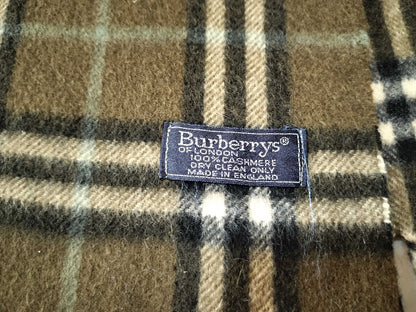 Burberrys®
OF LONDON
100% CASHMERE
DRY CLEAN ONLY
MADE IN ENGLAND